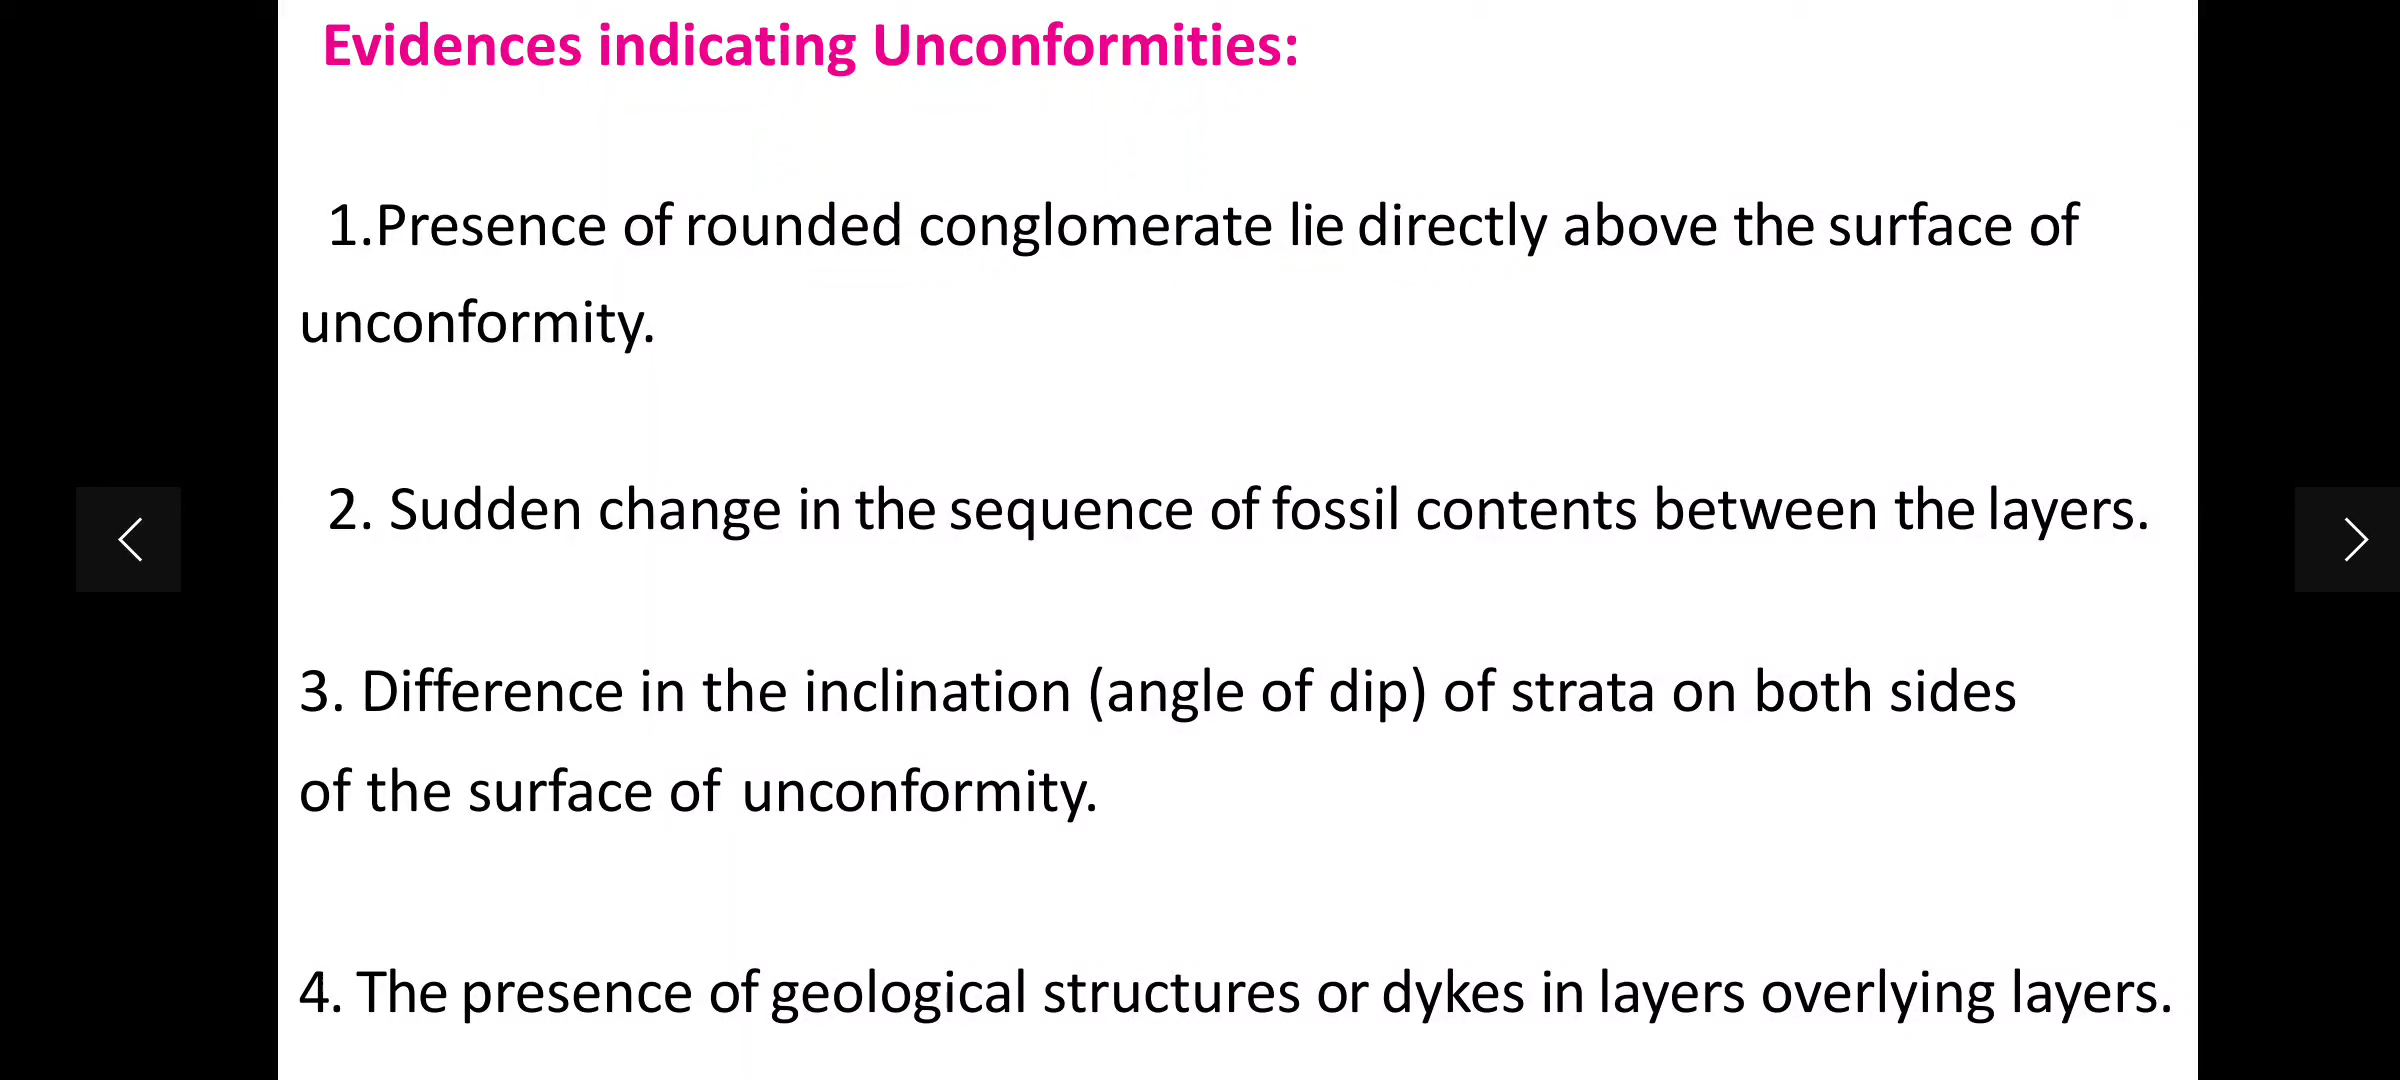 Evidences indicating Unconformities:
1.Presence of rounded conglomerate lie directly above the surface of
unconformity.
2. Sudden change in the sequence of fossil contents between the layers.
3. Difference in the inclination (angle of dip) of strata on both sides
of the surface of unconformity.
4. The presence of geological structures or dykes in layers overlying layers.